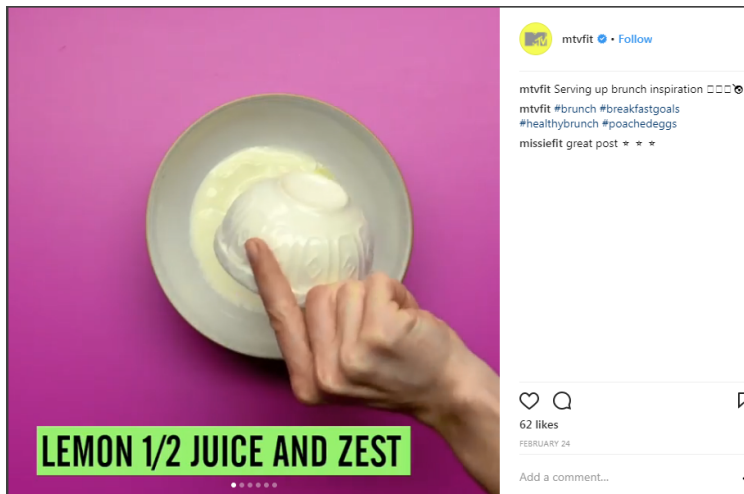 mtvfit • Follow
mtvfit Serving up brunch inspiration
mtvfit #brunch #breakfastgoals
#healthybrunch #poachedeggs
missiefit great post * * *
LEMON 1/2 JUICE AND ZEST
62 likes
FEBRUARY 24
Add a comment...